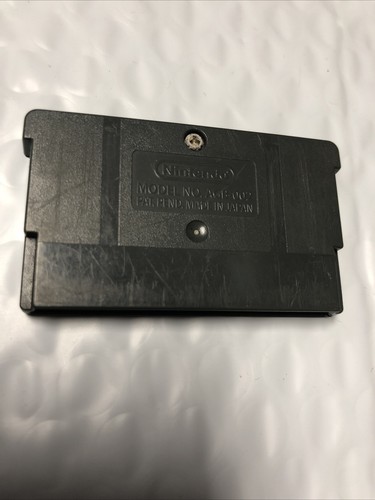 Nintendo
MODEL NO. AGB-002
PAT. PEND. MADE IN JAPAN